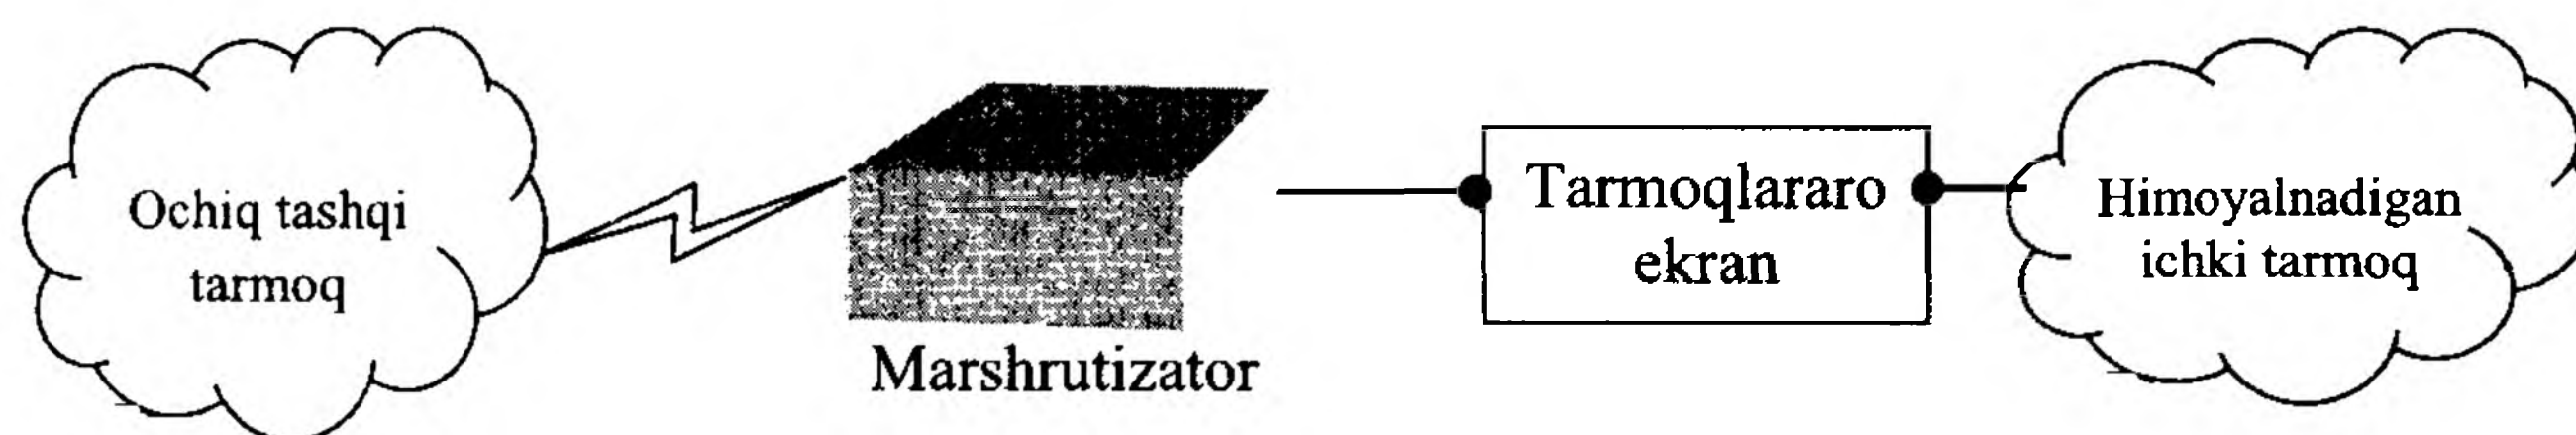 Ochiq tashqi
tarmoq
Marshrutizator
Tarmoqlararo
ekran
Himoyalnadigan
ichki tarmoq